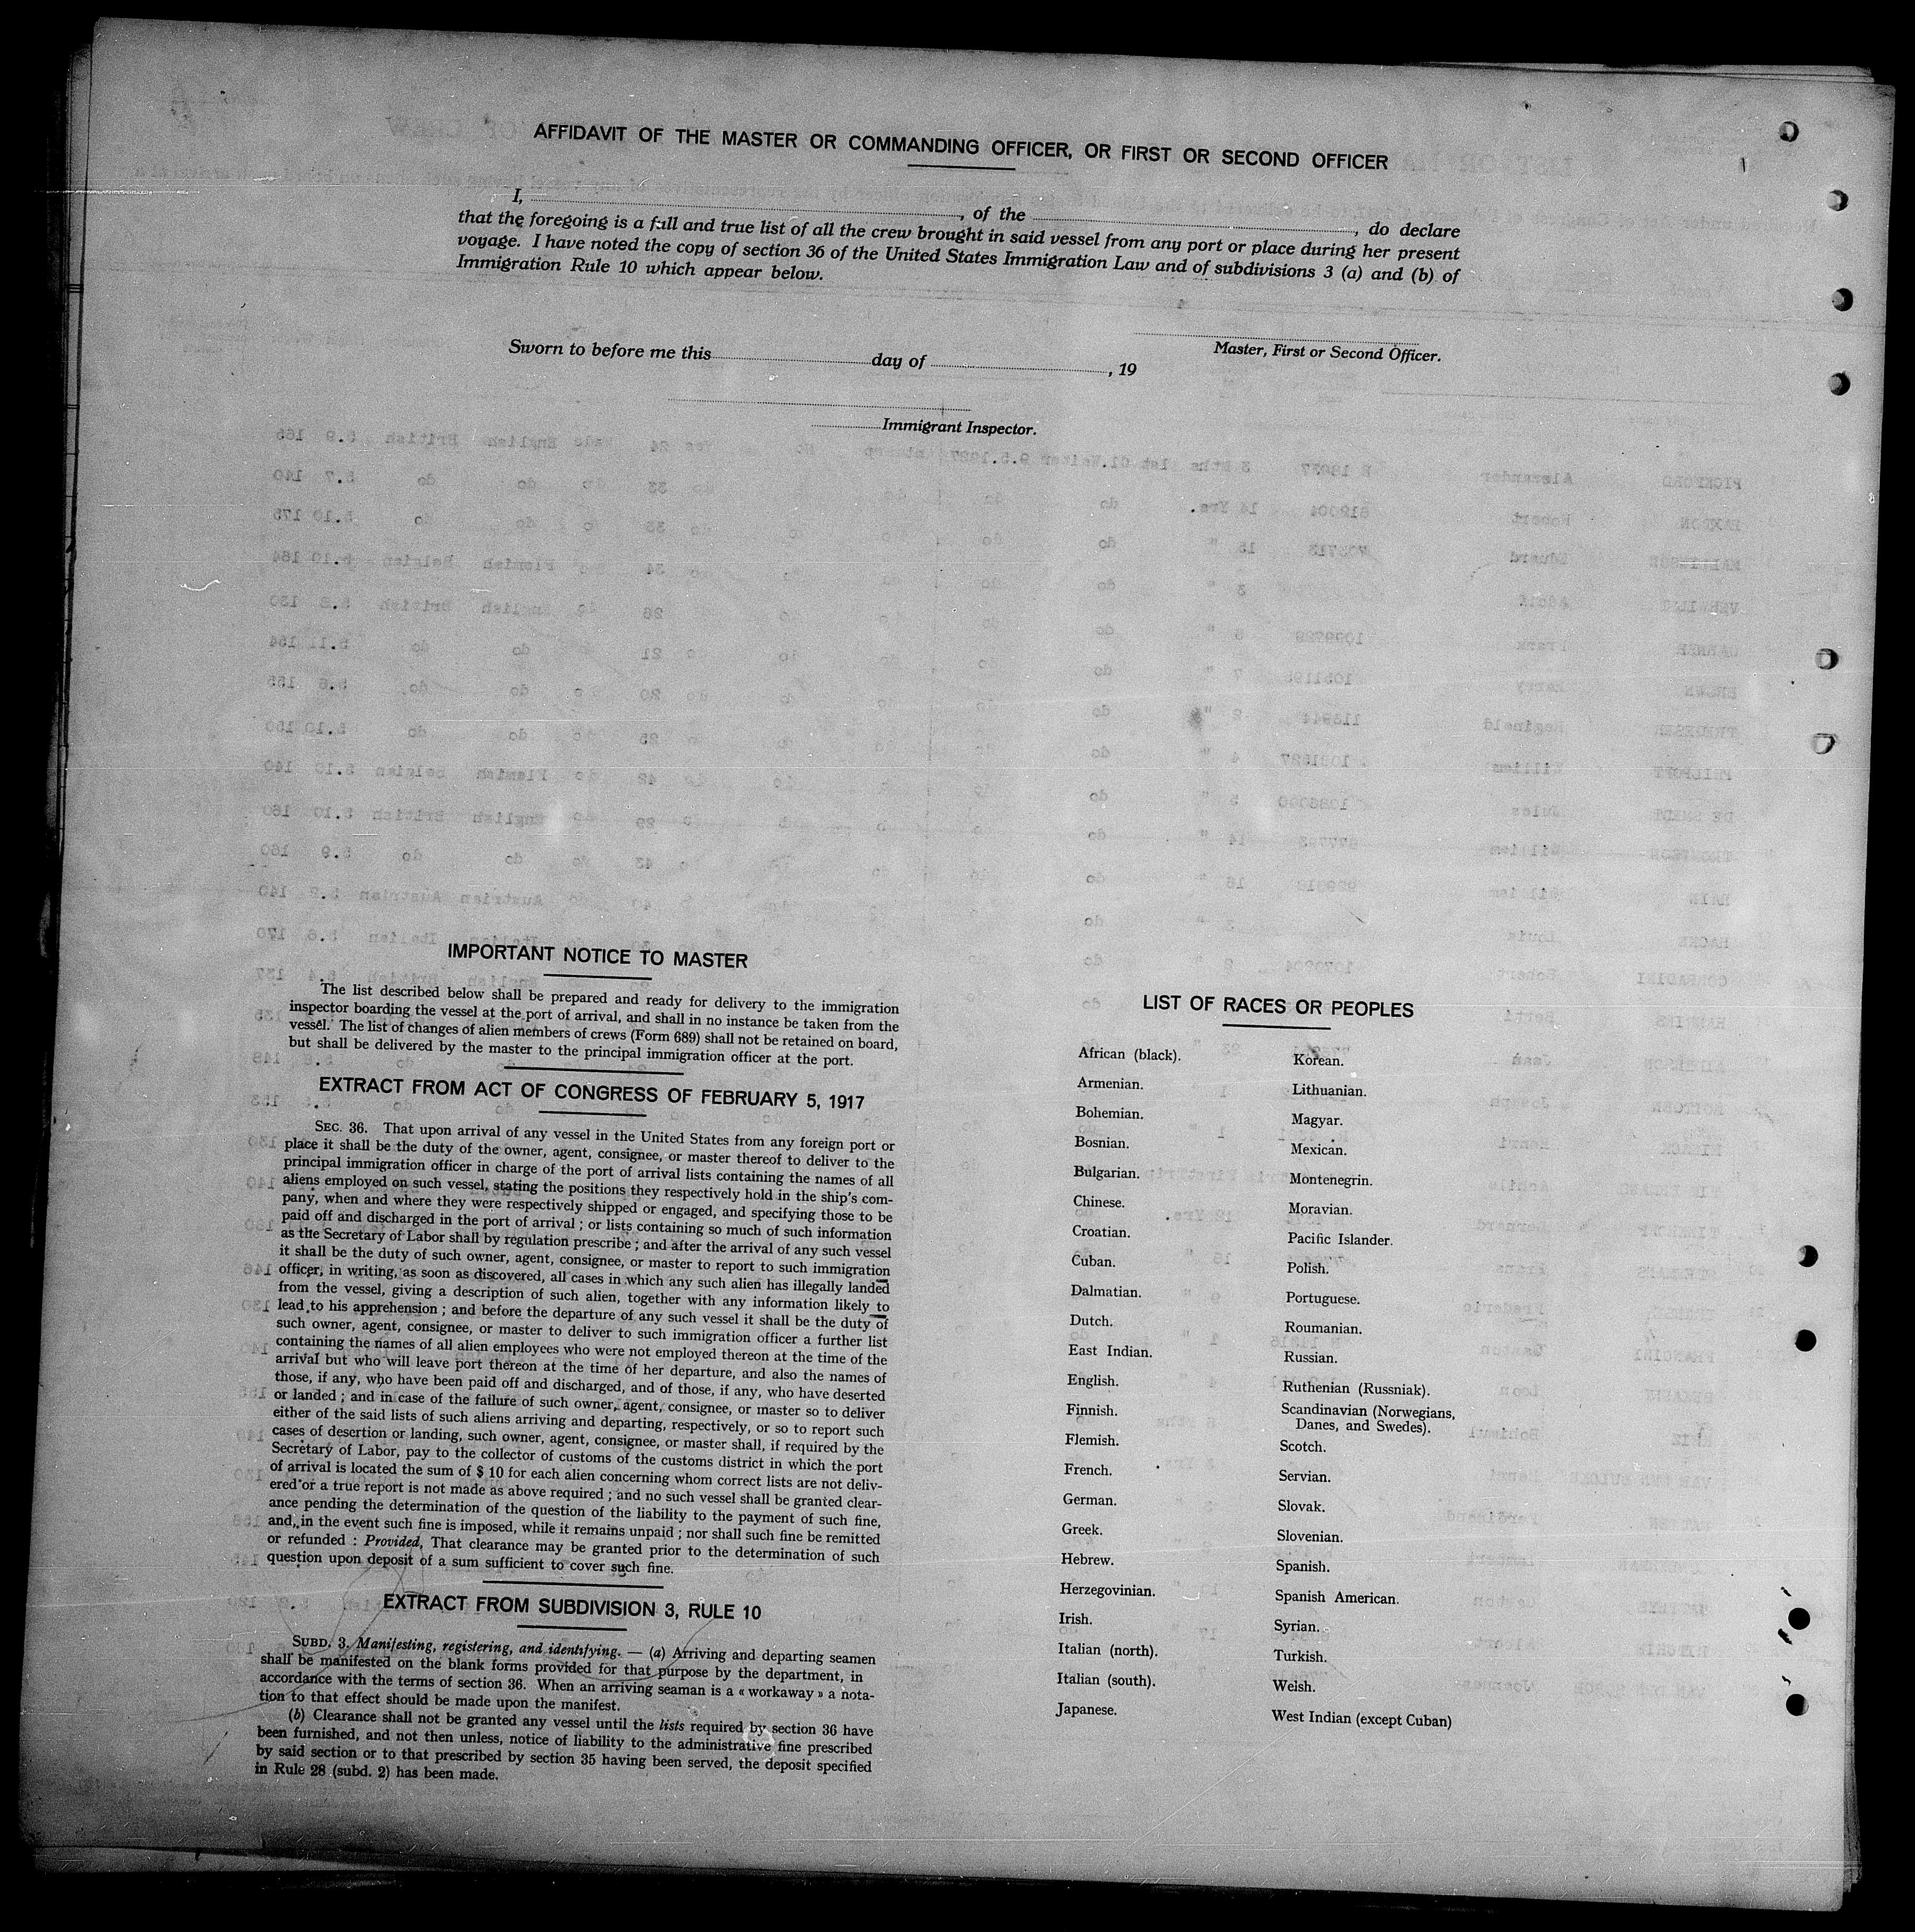 AFFIDAVIT OF THE MASTER OR COMMANDING OFFICER, OR FIRST OR SECOND OFFICER
I, , of the , do declare
that the foregoing is a full and true list of all the crew brought in said vessel from any port or place during her present
voyage. I have noted the copy of section 36 of the United States Immigration Law and of subdivisions 3 (a) and (b) of
Immigration Rule 10 which appear below.
Master, First or Second Officer.
Sworn to before me this day of , 19
Immigrant Inspector.
IMPORTANT NOTICE TO MASTER
The list described below shall be prepared and ready for delivery to the immigration
inspector boarding the vessel at the port of arrival, and shall in no instance be taken from the
vessel. The list of changes of alien members of crews (Form 689) shall not be retained on board,
but shall be delivered by the master to the principal immigration officer at the port.
EXTRACT FROM ACT OF CONGRESS OF FEBRUARY 5, 1917
SEC. 36. That upon arrival of any vessel in the United States from any foreign port or
place it shall be the duty of the owner, agent, consignee, or master thereof to deliver to the
principal immigration officer in charge of the port of arrival lists containing the names of all
aliens employed on such vessel, stating the positions they respectively hold in the ship's com-
pany, when and where they were respectively shipped or engaged, and specifying those to be
paid off and discharged in the port of arrival ; or lists containing so much of such information
as the Secretary of Labor shall by regulation prescribe ; and after the arrival of any such vessel
it shall be the duty of such owner, agent, consignee, or master to report to such immigration
officer, in writing, as soon as discovered, all cases in which any such alien has illegally landed
from the vessel, giving a description of such alien, together with any information likely to
lead to his apprehension ; and before the departure of any such vessel it shall be the duty of
such owner, agent, consignee, or master to deliver to such immigration officer a further list
containing the names of all alien employees who were not employed thereon at the time of the
arrival but who will leave port thereon at the time of her departure, and also the names of
those, if any, who have been paid off and discharged, and of those, if any, who have deserted
or landed ; and in case of the failure of such owner, agent, consignee, or master so to deliver
either of the said lists of such aliens arriving and departing, respectively, or so to report such
cases of desertion or landing, such owner, agent, consignee, or master shall, if required by the
Secretary of Labor, pay to the collector of customs of the customs district in which the port
of arrival is located the sum of $ 10 for each alien concerning whom correct lists are not deliv-
ered or a true report is not made as above required ; and no such vessel shall be granted clear-
ance pending the determination of the question of the liability to the payment of such fine,
and, in the event such fine is imposed, while it remains unpaid ; nor shall such fine be remitted
or refunded : Provided, That clearance may be granted prior to the determination of such
question upon deposit of a sum sufficient to cover such fine.
EXTRACT FROM SUBDIVISION 3, RULE 10
SUBD. 3. Manifesting, registering, and identifying. — (a) Arriving and departing seamen
shall be manifested on the blank forms provided for that purpose by the department, in
accordance with the terms of section 36. When an arriving seaman is a « workaway » a nota-
tion to that effect should be made upon the manifest.
(b) Clearance shall not be granted any vessel until the lists required by section 36 have
been furnished, and not then unless, notice of liability to the administrative fine prescribed
by said section or to that prescribed by section 35 having been served, the deposit specified
in Rule 28 (subd. 2) has been made.
LIST OF RACES OR PEOPLES
African (black).
Armenian.
Bohemian.
Bosnian.
Bulgarian.
Chinese.
Croatian.
Cuban.
Dalmatian.
Dutch.
East Indian.
English.
Finnish.
Flemish.
French.
German.
Greek.
Hebrew.
Herzegovinian.
Irish.
Italian (north).
Italian (south).
Japanese.
Korean.
Lithuanian.
Magyar.
Mexican.
Montenegrin.
Moravian.
Pacific Islander.
Polish.
Portuguese.
Roumanian.
Russian.
Ruthenian (Russniak).
Scandinavian (Norwegians,
Danes, and Swedes).
Scotch.
Servian.
Slovak.
Slovenian.
Spanish.
Spanish American.
Syrian.
Turkish.
Welsh.
West Indian (except Cuban)